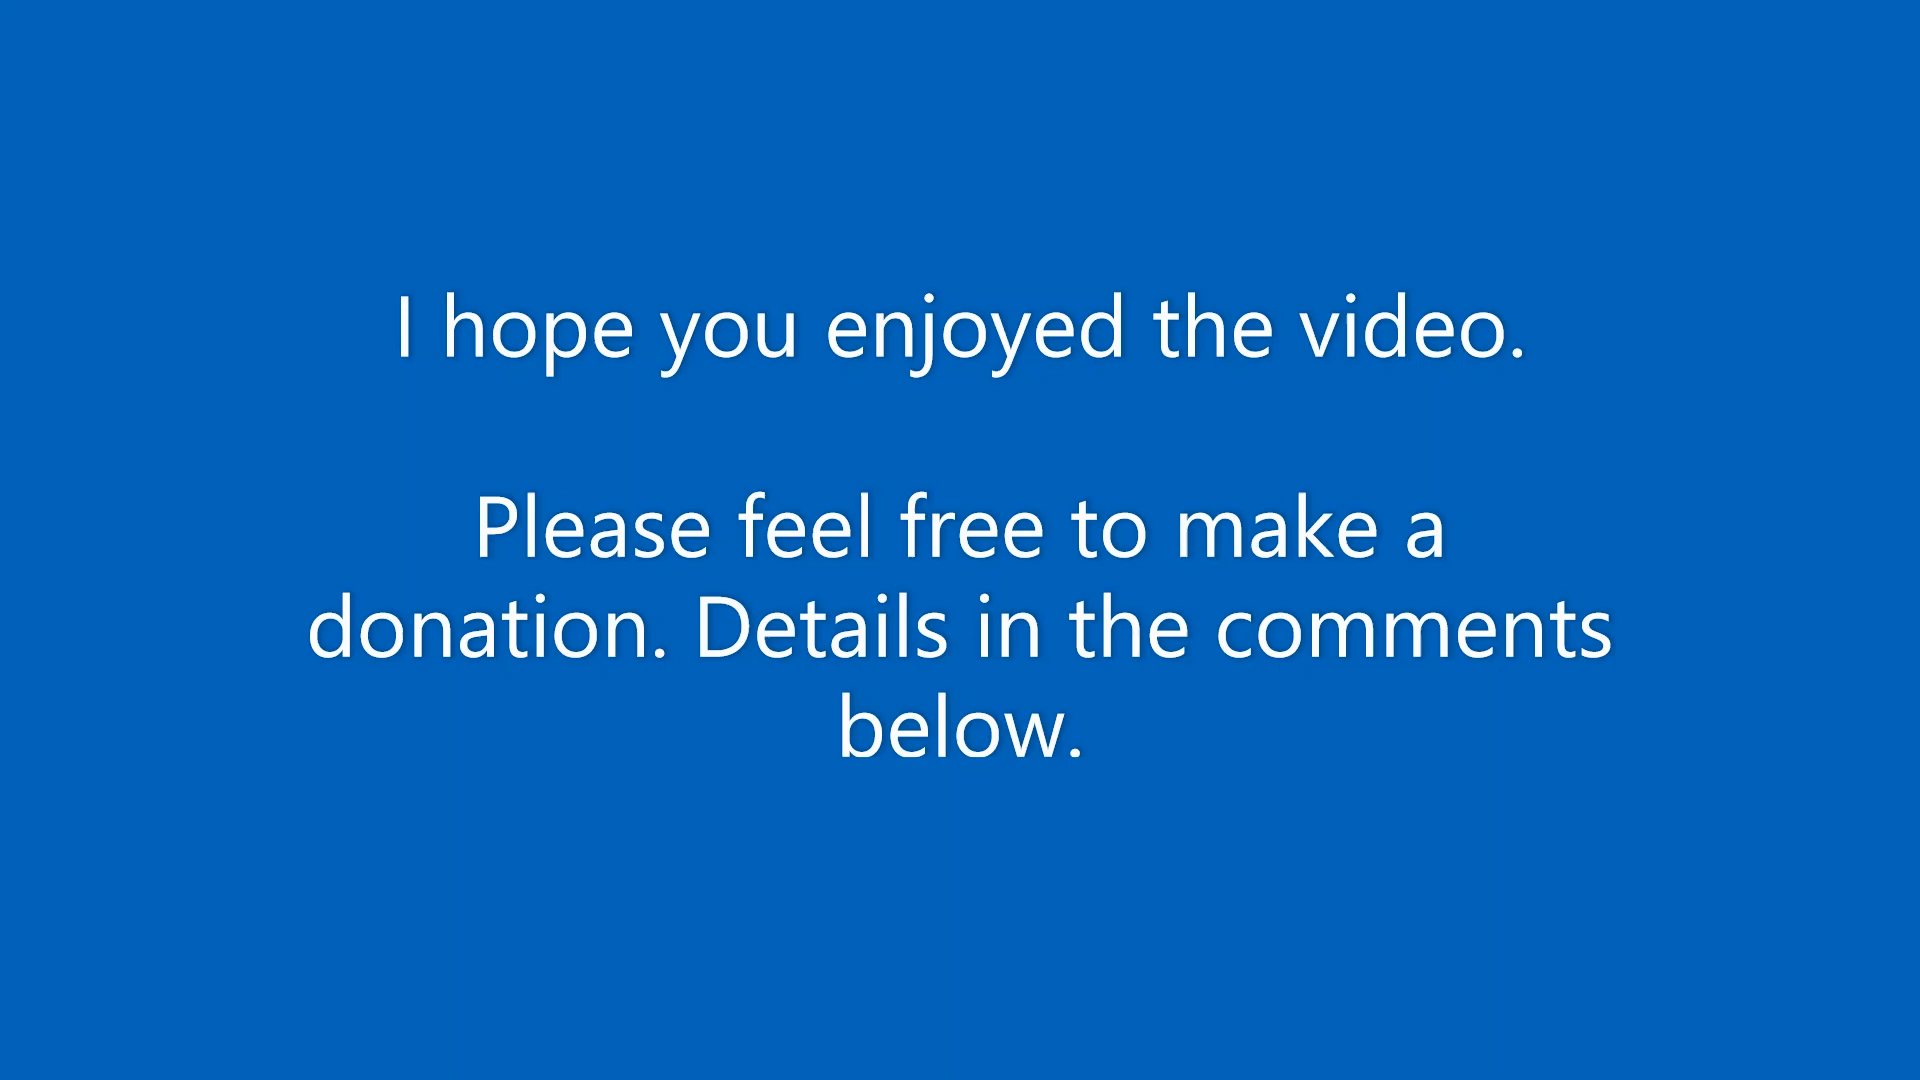 I hope you enjoyed the video.
Please feel free to make a
donation. Details in the comments
below.